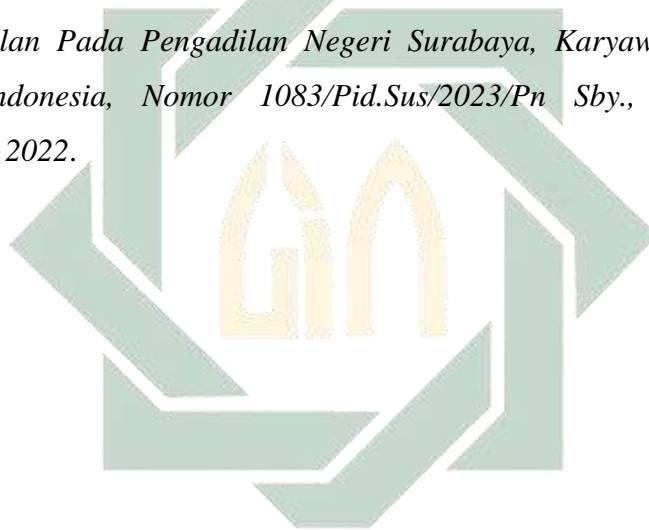 lan Pada Pengadilan Negeri Surabaya, Karyaw
ndonesia, Nomor 1083/Pid.Sus/2023/Pn Sby.,
2022.